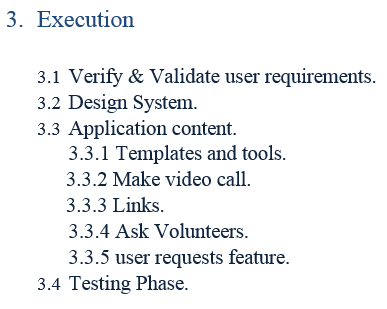 3. Execution
3.1 Verify & Validate user requirements.
3.2 Design System.
3.3 Application content.
3.3.1 Templates and tools.
3.3.2 Make video call.
3.3.3 Links.
3.3.4 Ask Volunteers.
3.3.5 user requests feature.
3.4 Testing Phase.